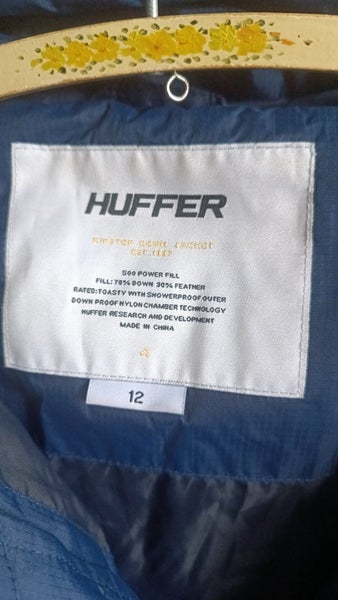 HUFFER
500 POWER FILL
FILL: 70% DOWN 30% FEATHER
RATED: TOASTY WITH SHOWERPROOF OUTER
DOWN PROOF NYLON CHAMBER TECHNOLOGY
HUFFER RESEARCH AND DEVELOPMENT
MADE IN CHINA
12